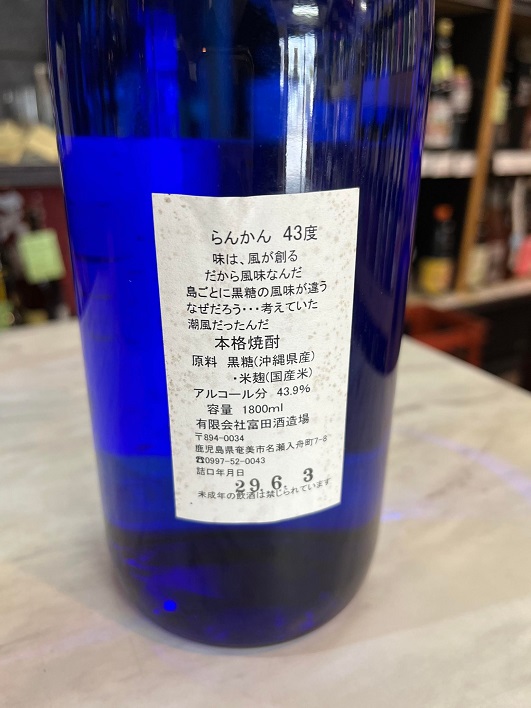 らんかん 43度
味は、風が創る
だから風味なんだ
島ごとに黒糖の風味が違う
なぜだろう・・・考えていた
潮風だったんだ
本格焼酎
原料 黒糖(沖縄県産)
・米麹(国産米)
アルコール分 43.9%
容量 1800ml
有限会社富田酒造場
〒894-0034
鹿児島県奄美市名瀬入舟町7-8
☎0997-52-0043
詰口年月日
29.6. 3
未成年の飲酒は禁じられています